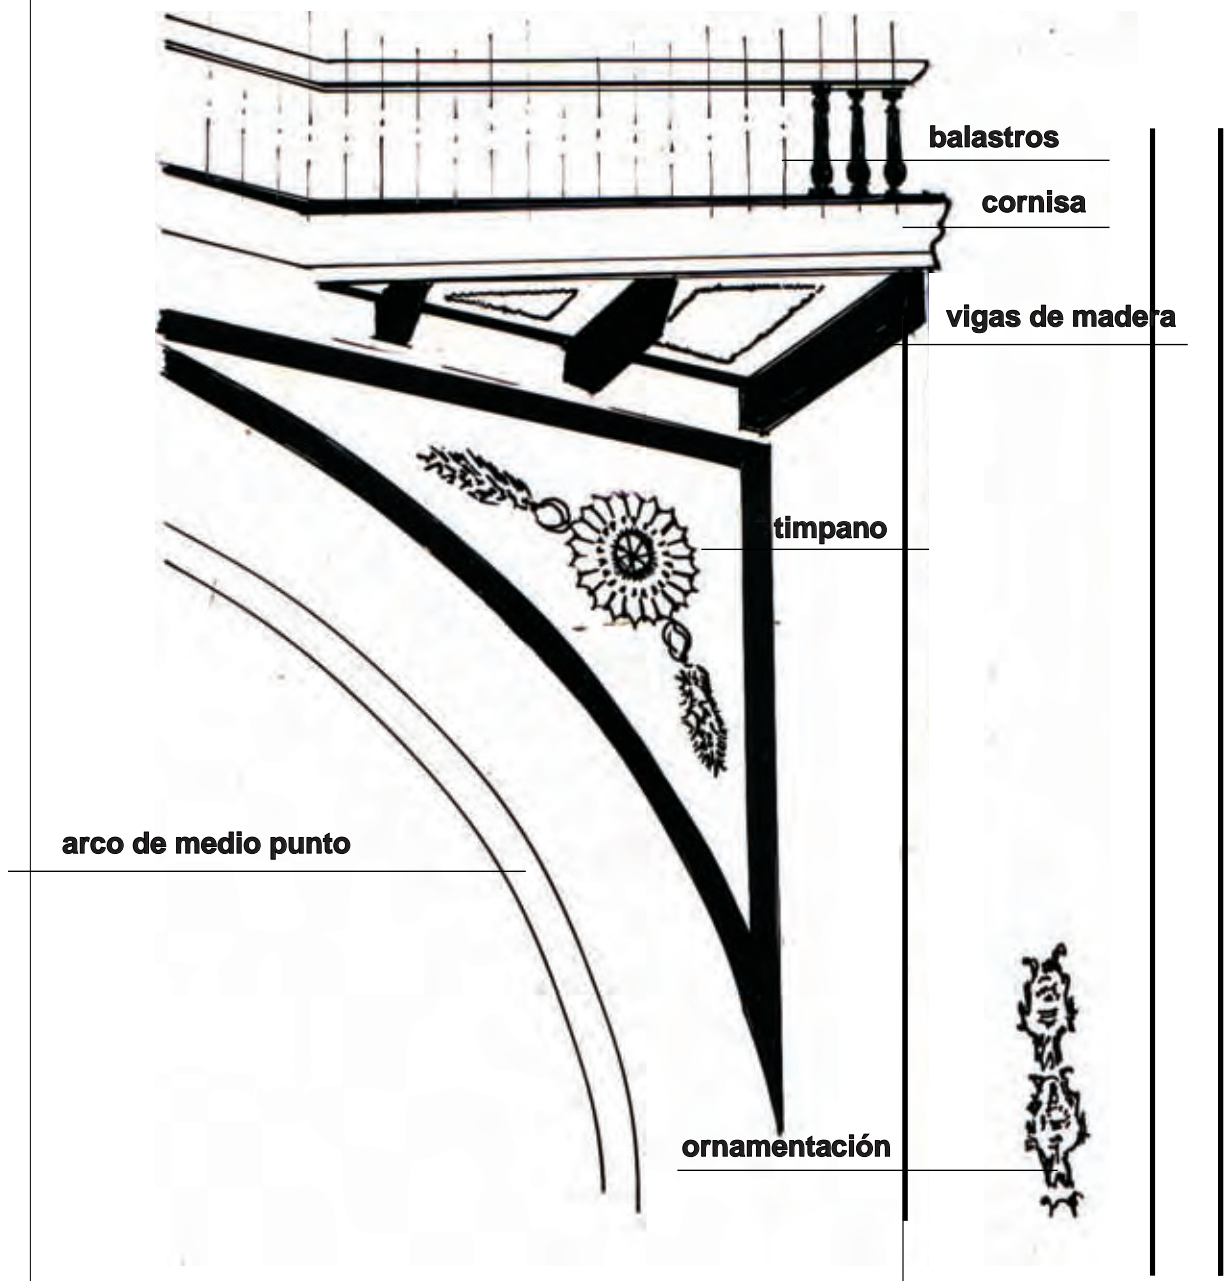 balastros
cornisa
vigas de madera
timpano
arco de medio punto
ornamentación